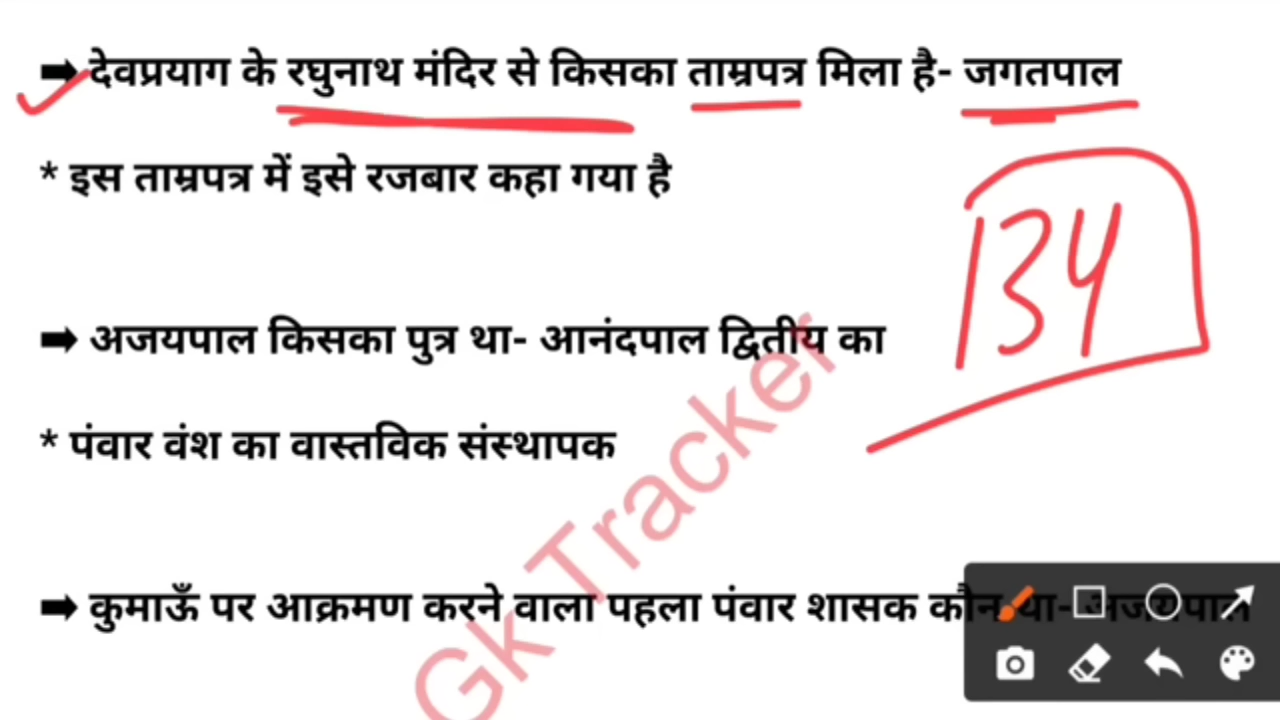 ➡ देवप्रयाग के रघुनाथ मंदिर से किसका ताम्रपत्र मिला है- जगतपाल
* इस ताम्रपत्र में इसे रजबार कहा गया है
134
➡ अजयपाल किसका पुत्र था- आनंदपाल द्वितीय का
* पंवार वंश का वास्तविक संस्थापक
➡ कुमाऊँ पर आक्रमण करने वाला पहला पंवार शासक कौन था- अजयपाल
Gk Tracker